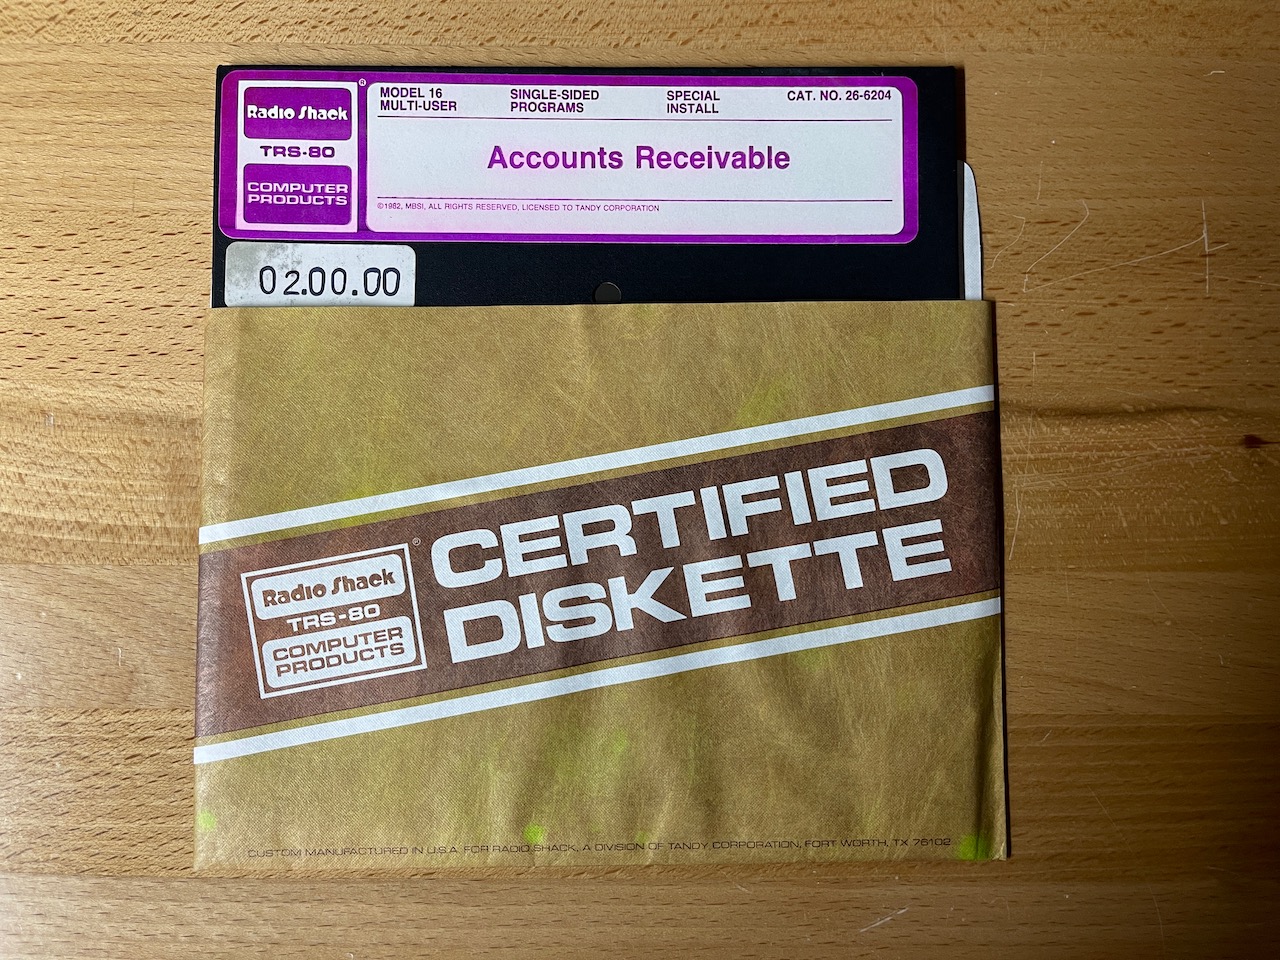 Radio Shack®
TRS-80
COMPUTER
PRODUCTS
MODEL 16
MULTI-USER
SINGLE-SIDED
PROGRAMS
SPECIAL
INSTALL
CAT. NO. 26-6204
Accounts Receivable
©1982, MBSI, ALL RIGHTS RESERVED, LICENSED TO TANDY CORPORATION
02.00.00
Radio Shack®
TRS-80
COMPUTER
PRODUCTS
CERTIFIED
DISKETTE
CUSTOM MANUFACTURED IN U.S.A. FOR RADIO SHACK, A DIVISION OF TANDY CORPORATION, FORT WORTH, TX 76102